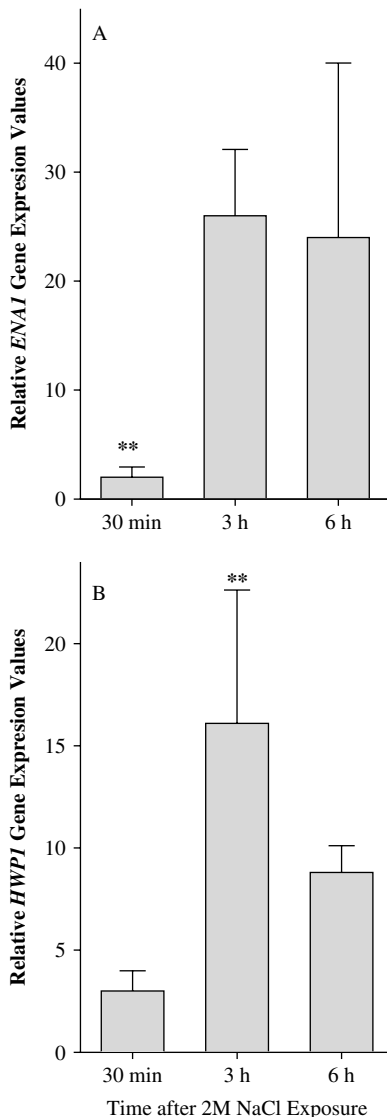 A
Relative ENA1 Gene Expresion Values
40
30
20
10
0
**
30 min 3 h 6 h
B
Relative HWP1 Gene Expresion Values
20
15
10
5
0
**
30 min 3 h 6 h
Time after 2M NaCl Exposure